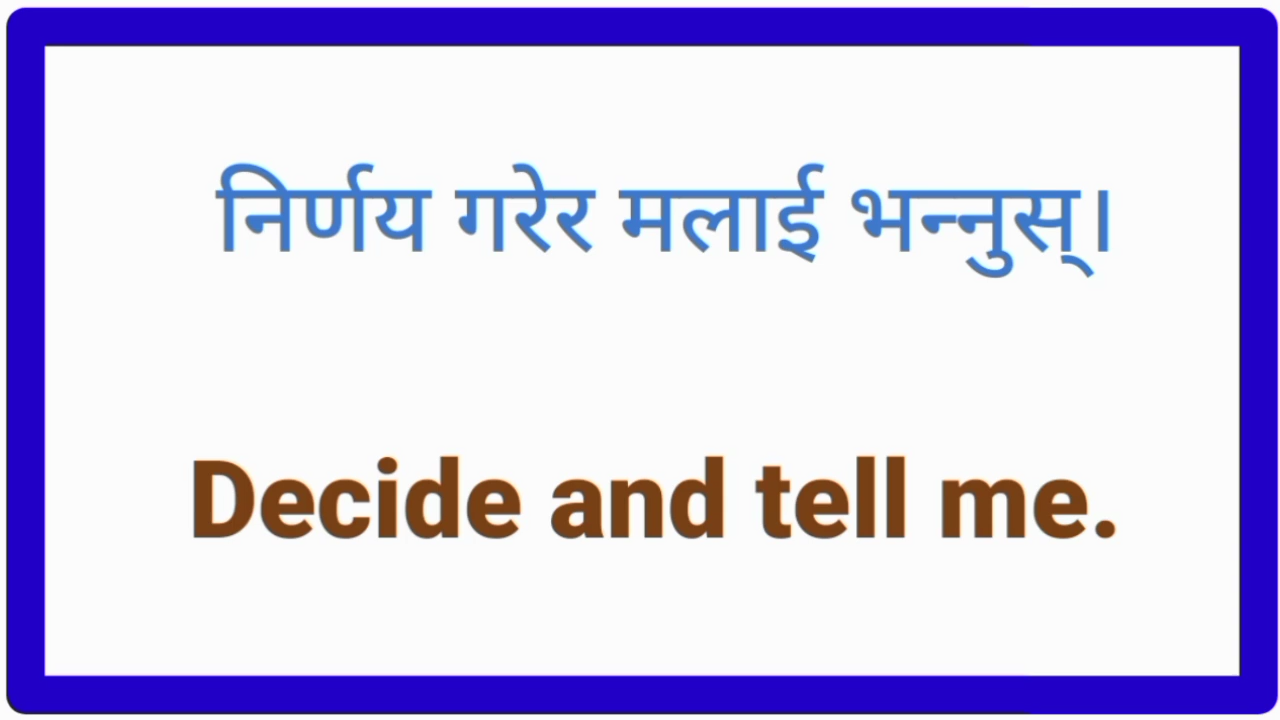 निर्णय गरेर मलाई भन्नुस्।
Decide and tell me.